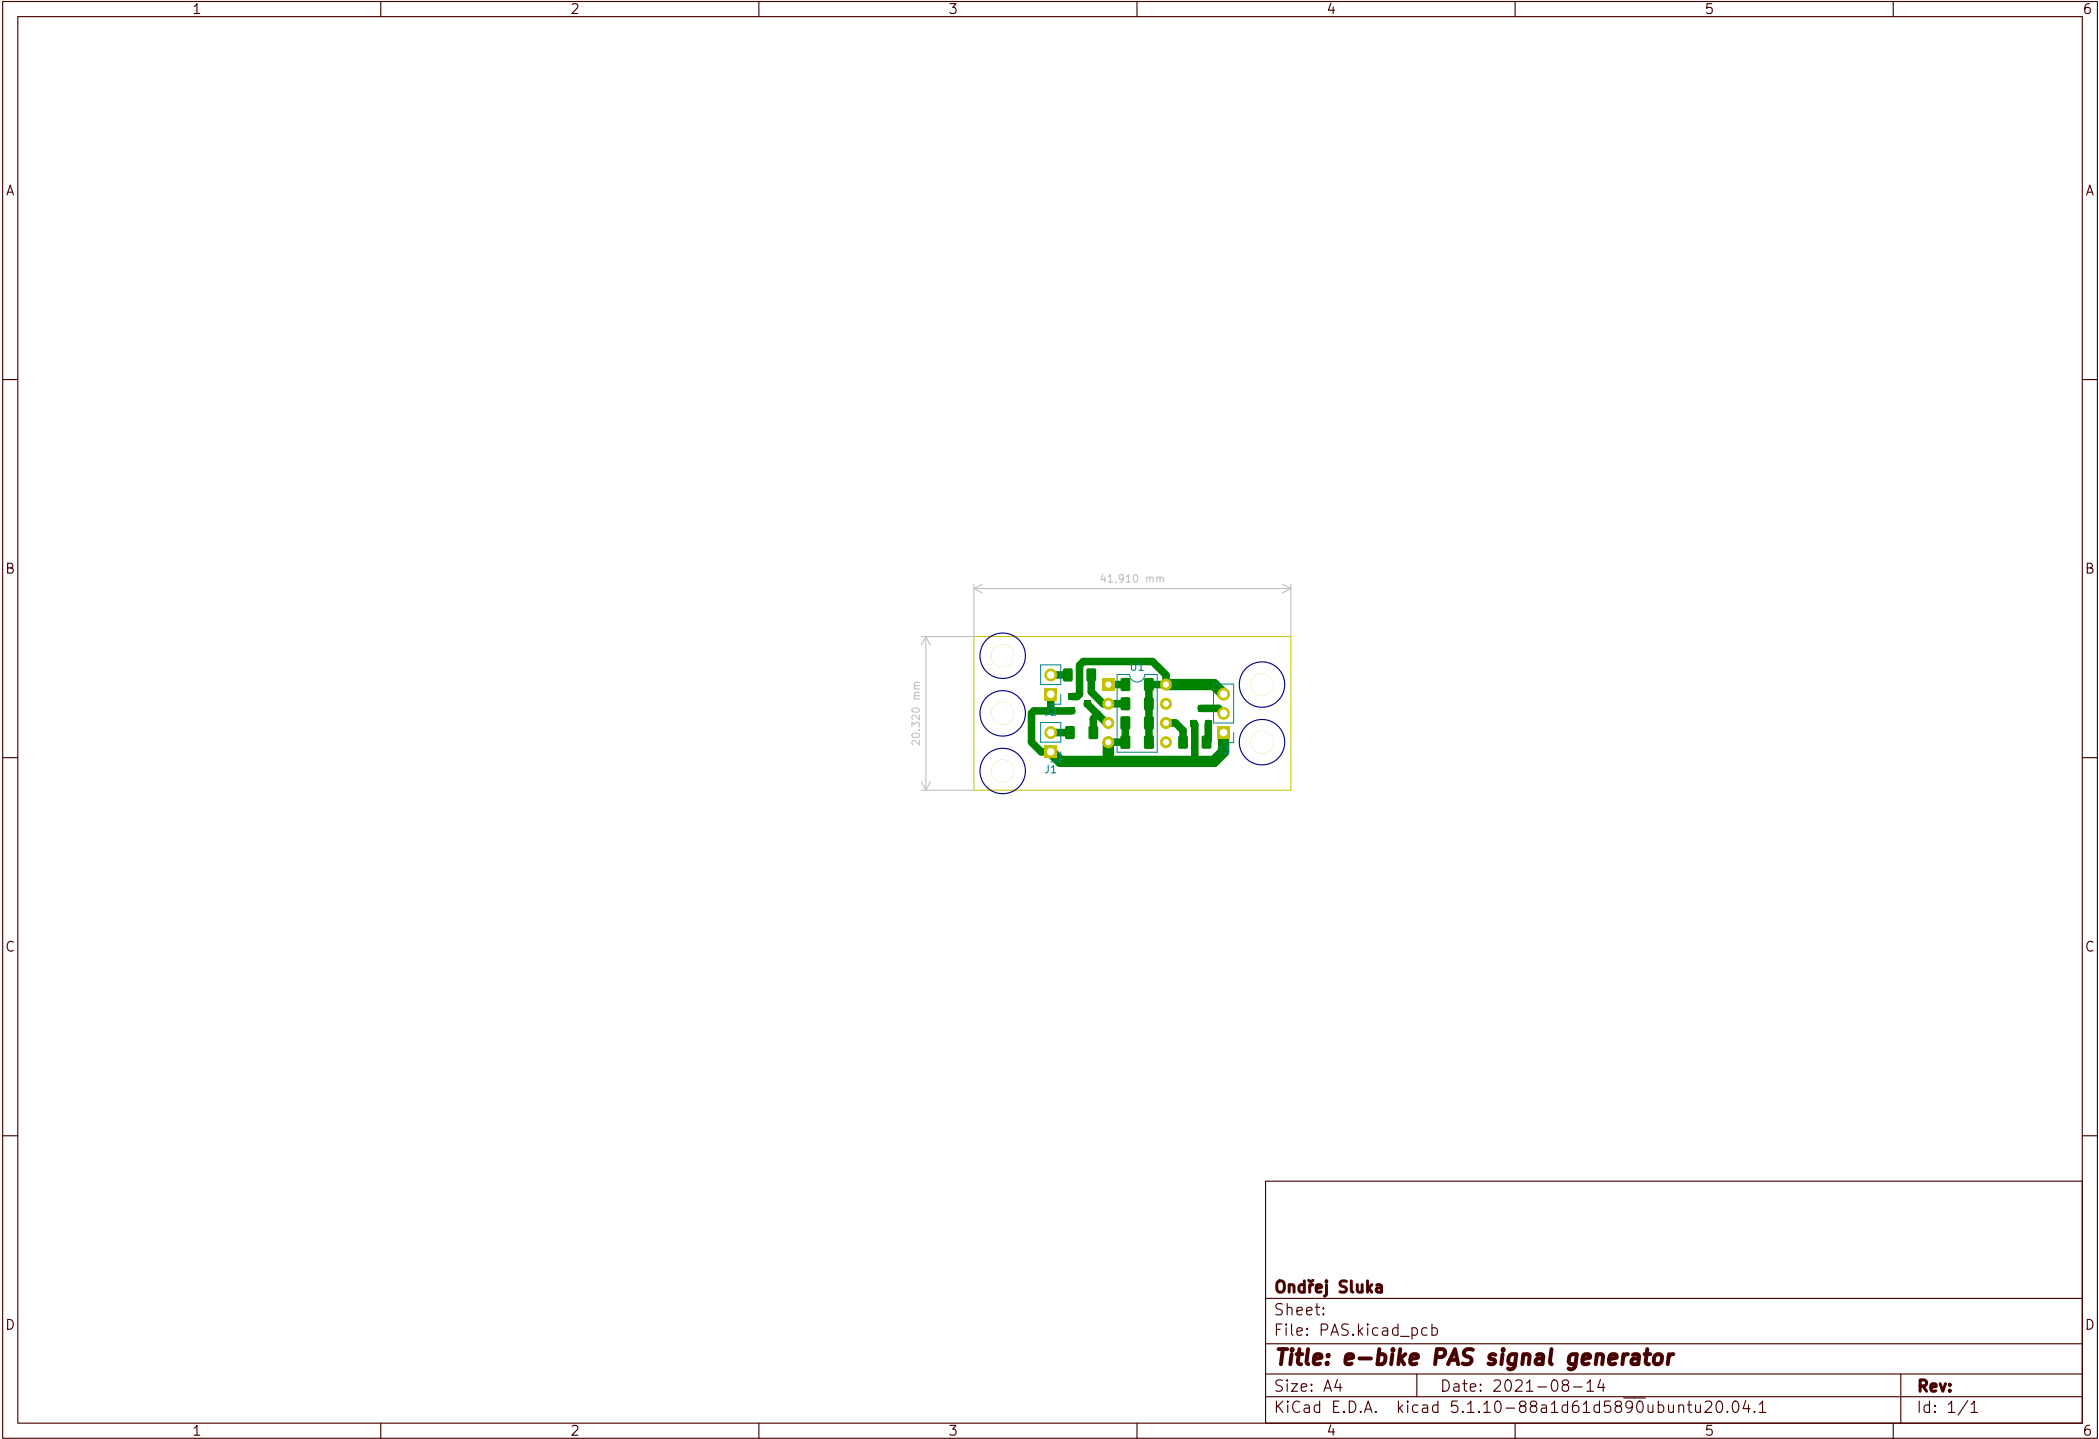 1 2 3 4 5 6
A A
41,910 mm
B B
20,320 mm
U1
J1
C C
Ondřej Sluka
Sheet:
File: PAS.kicad_pcb
D D
Title: e-bike PAS signal generator
Size: A4 Date: 2021-08-14 Rev:
KiCad E.D.A. kicad 5.1.10-88a1d61d5890ubuntu20.04.1 Id: 1/1
1 2 3 4 5 6